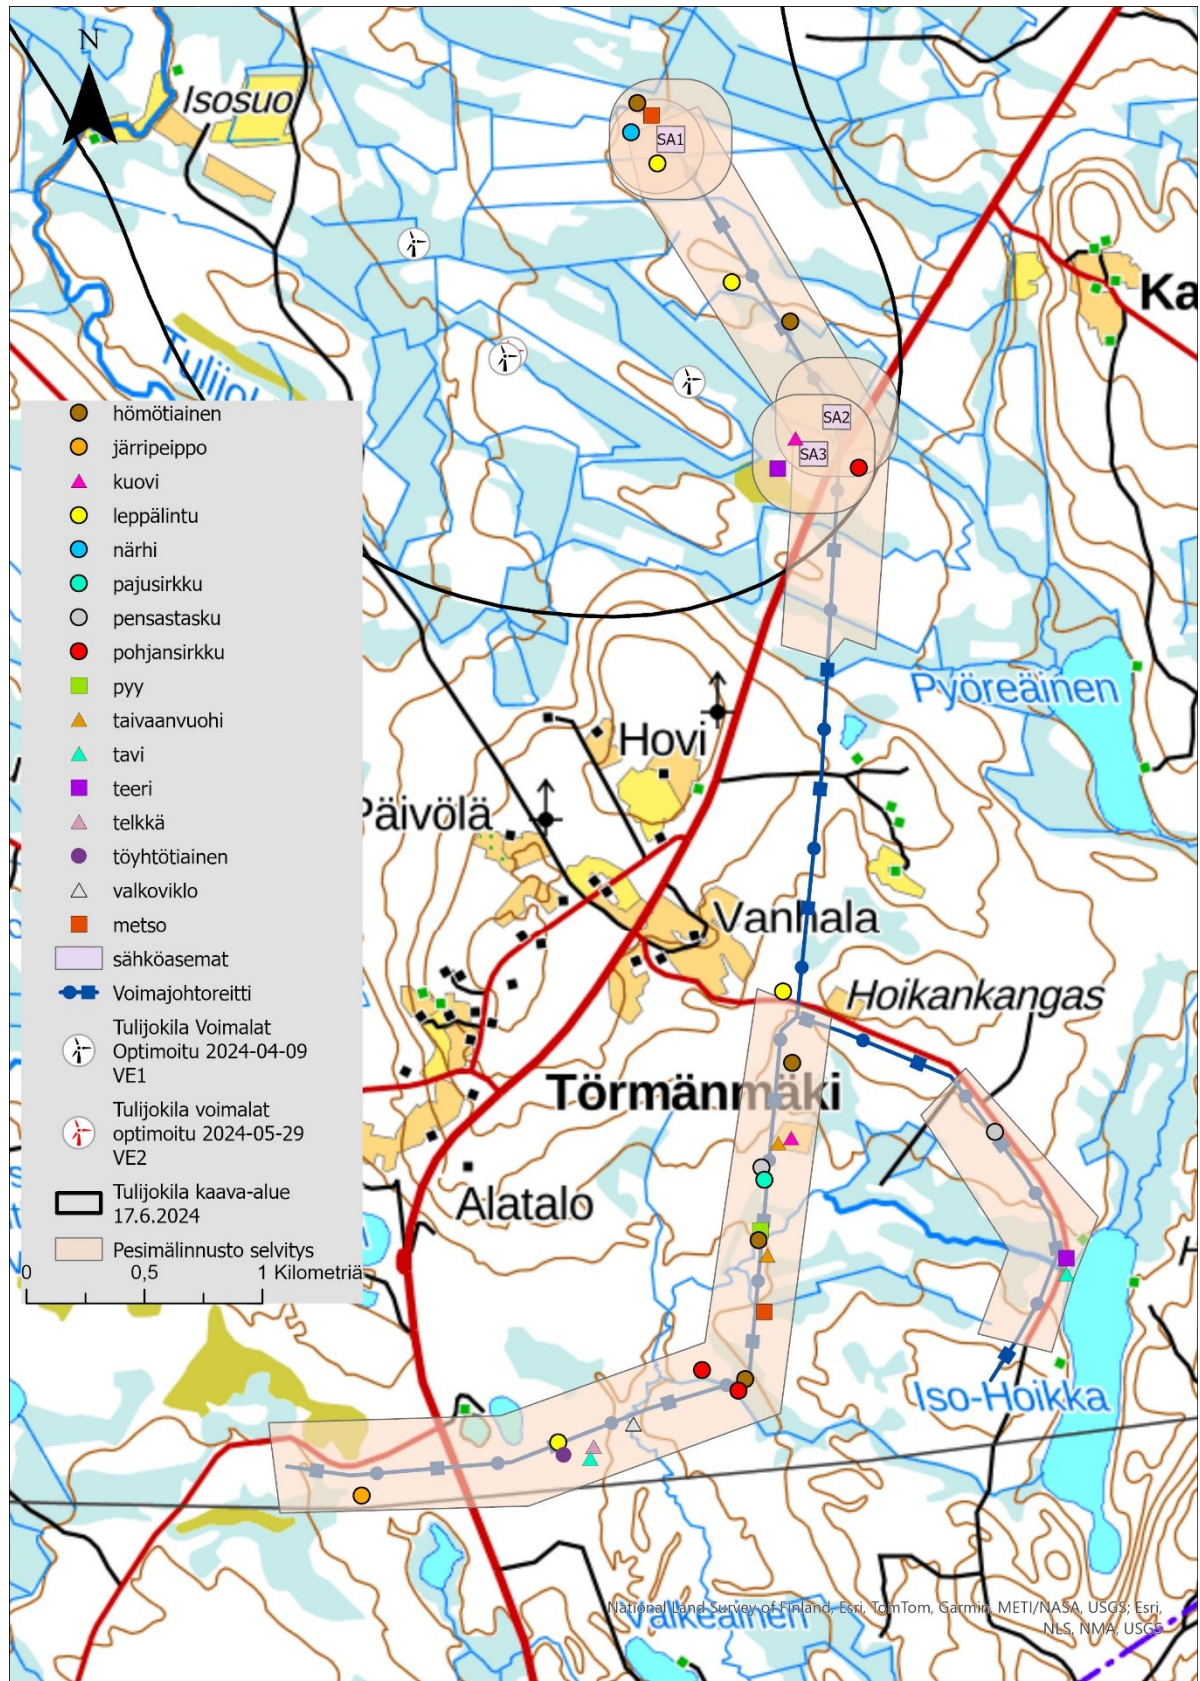 N
Isosuo
SA1
Ka
Tulijok
SA2
SA3
hömötiainen
järripeippo
kuovi
leppälintu
närhi
pajusirkku
pensastasku
pohjansirkku
pyy
taivaanvuohi
tavi
teeri
telkkä
töyhtötiainen
valkoviklo
metso
sähköasemat
Voimajohtoreitti
Tulijokila Voimalat
Optimoitu 2024-04-09
VE1
Tulijokila voimalat
optimoitu 2024-05-29
VE2
Tulijokila kaava-alue
17.6.2024
Pesimälinnusto selvitys
0 0,5 1 Kilometriä
Pyöreäinen
Hovi
Päivölä
Vanhala
Hoikankangas
Törmänmäki
Alatalo
H
Iso-Hoikka
Valkeainen
National Land Survey of Finland, Esri, TomTom, Garmin, METI/NASA, USGS; Esri,
NLS, NMA, USGS